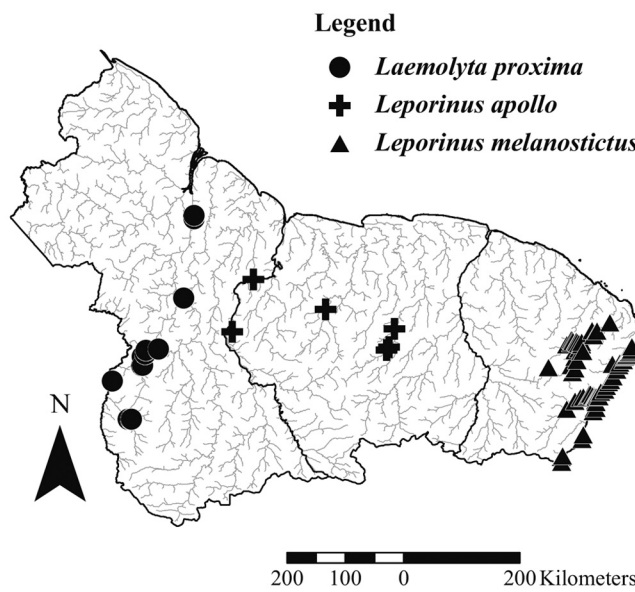 Legend
Laemolyta proxima
Leporinus apollo
Leporinus melanostictus
N
200 100 0 200 Kilometers